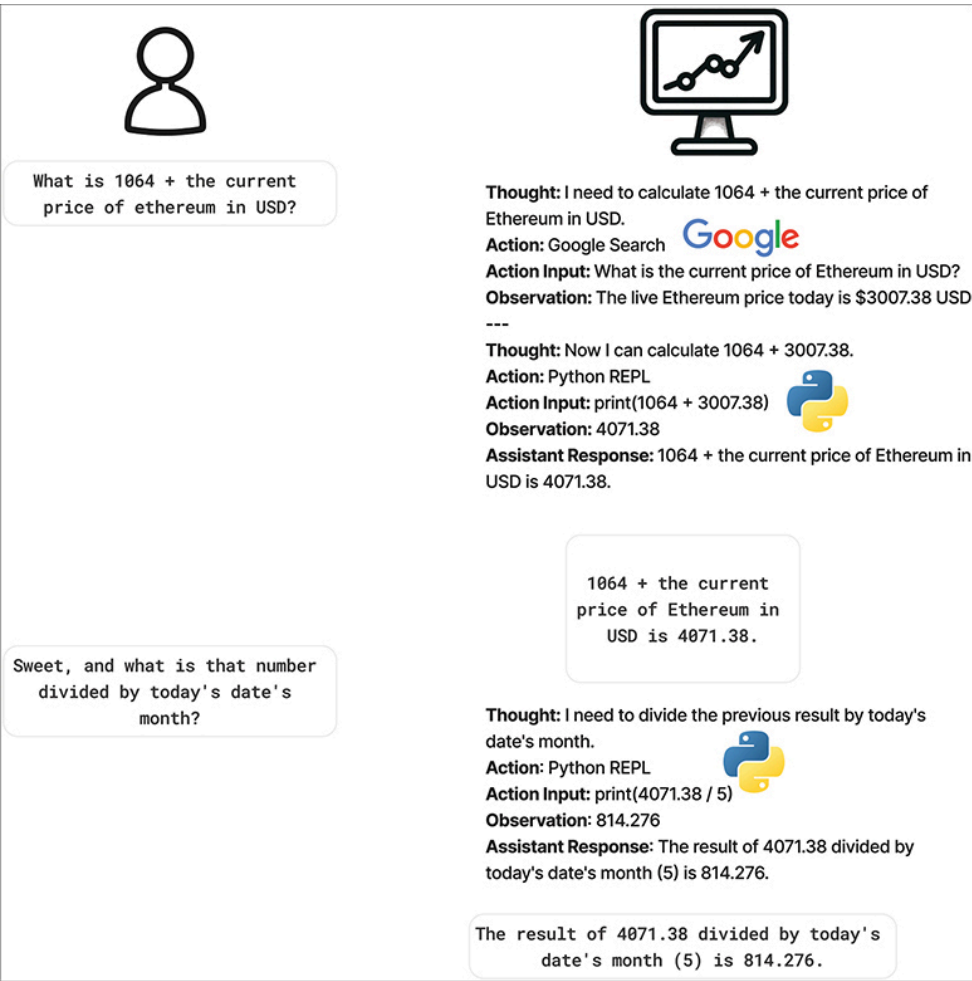 What is 1064 + the current
price of ethereum in USD?
Thought: I need to calculate 1064 + the current price of
Ethereum in USD.
Action: Google Search
Google
Action Input: What is the current price of Ethereum in USD?
Observation: The live Ethereum price today is $3007.38 USD
---
Thought: Now I can calculate 1064 + 3007.38.
Action: Python REPL
Action Input: print(1064 + 3007.38)
Observation: 4071.38
Assistant Response: 1064 + the current price of Ethereum in
USD is 4071.38.
1064 + the current
price of Ethereum in
USD is 4071.38.
Sweet, and what is that number
divided by today's date's
month?
Thought: I need to divide the previous result by today's
date's month.
Action: Python REPL
Action Input: print(4071.38 / 5)
Observation: 814.276
Assistant Response: The result of 4071.38 divided by
today's date's month (5) is 814.276.
The result of 4071.38 divided by today's
date's month (5) is 814.276.